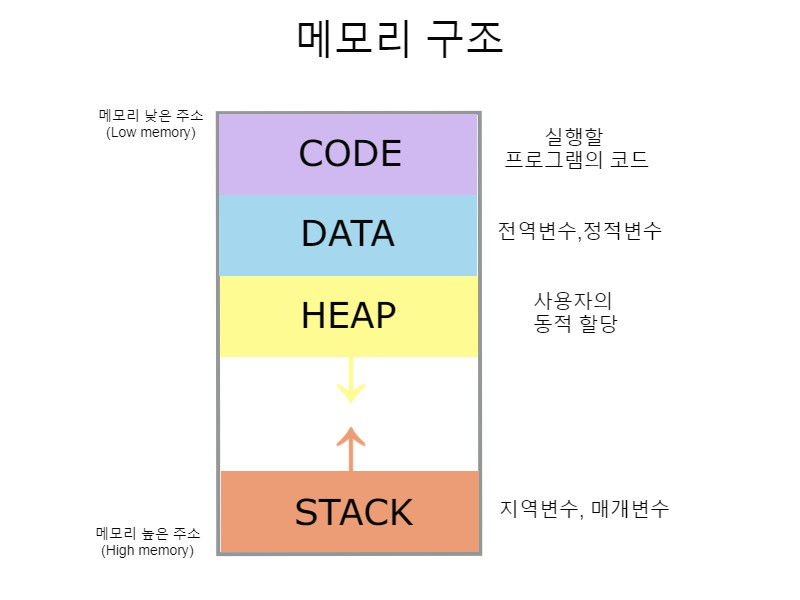 메모리 구조
메모리 낮은 주소
(Low memory)
CODE
실행할
프로그램의 코드
DATA
전역변수,정적변수
HEAP
사용자의
동적 할당
STACK
지역변수, 매개변수
메모리 높은 주소
(High memory)